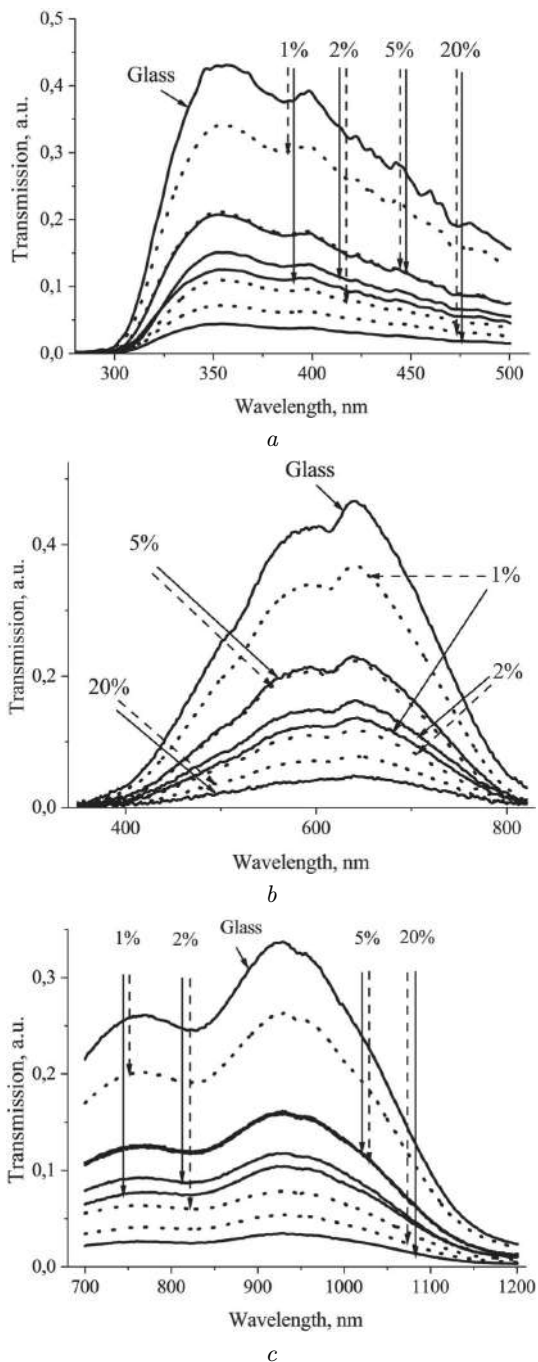 0,5
1% 2% 5% 20%
Glass
0,4
0,3
0,2
0,1
0,0
Transmission, a.u.
300 350 400 450 500
Wavelength, nm
a
Glass
5%
1%
2%
20%
0,4
0,2
0,0
Transmission, a.u.
400 600 800
Wavelength, nm
b
1% 2% Glass 5% 20%
0,3
0,2
0,1
0,0
Transmission, a.u.
700 800 900 1000 1100 1200
Wavelength, nm
c